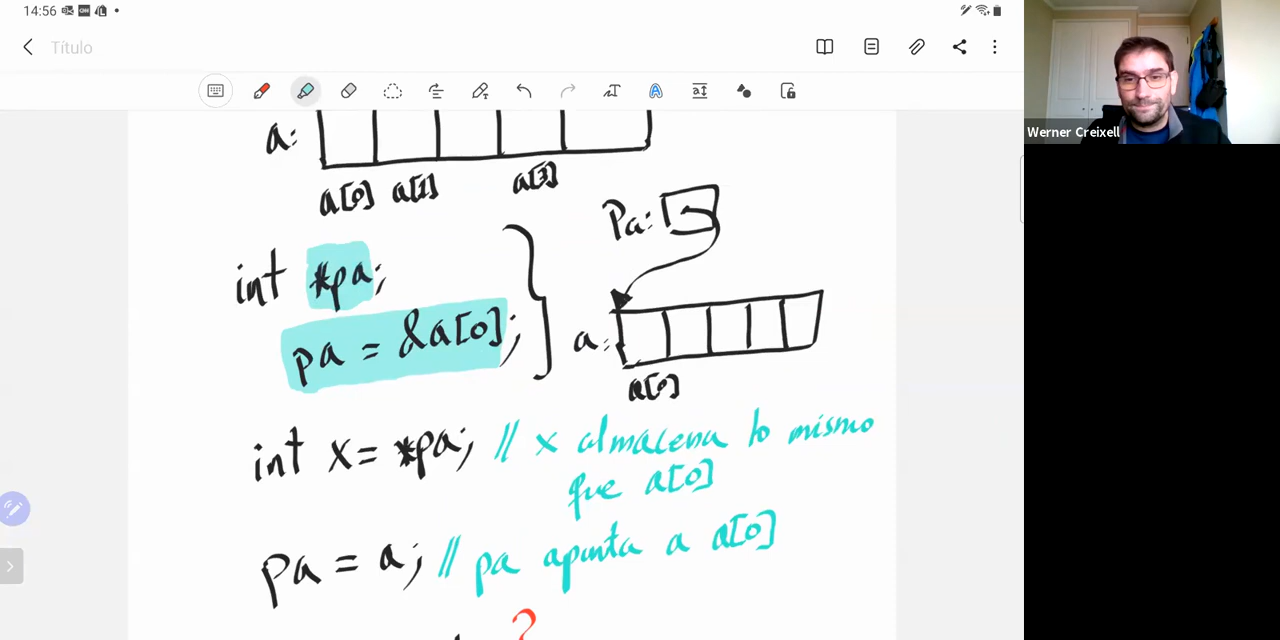 14:56
Título
a:
a[0] a[1] a[3]
Pa:
int *pa;
pa = &a[0];
a:
a[0]
int x = *pa; // x almacena lo mismo
que a[0]
pa = a; // pa apunta a a[0]
?
Werner Creixell